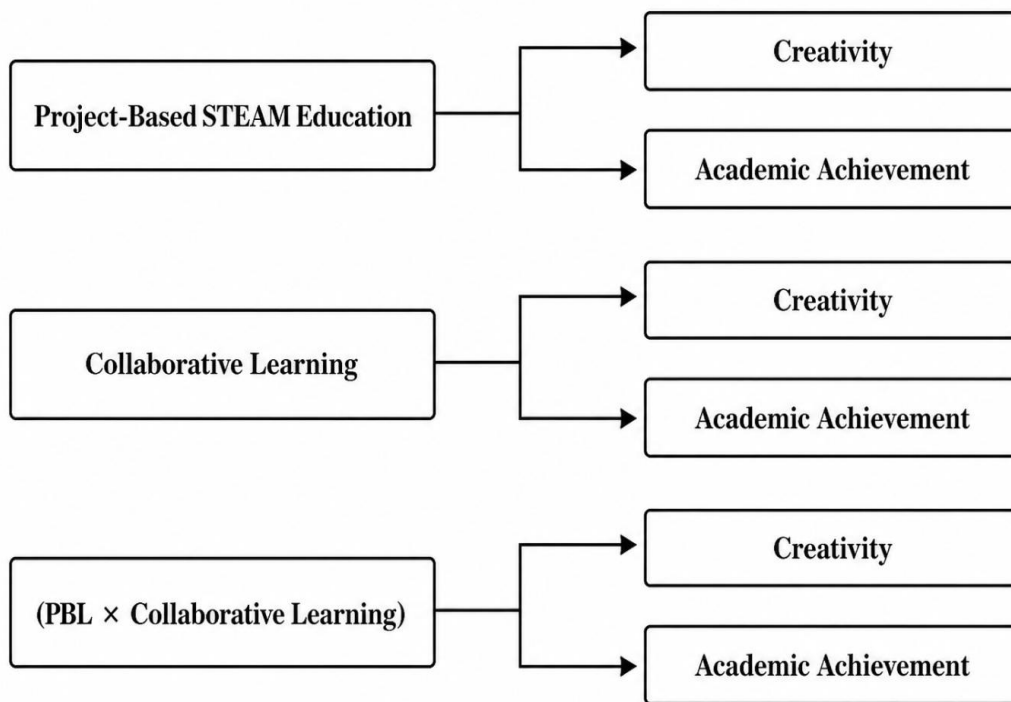 Project-Based STEAM Education
Creativity
Academic Achievement
Collaborative Learning
Creativity
Academic Achievement
(PBL × Collaborative Learning)
Creativity
Academic Achievement